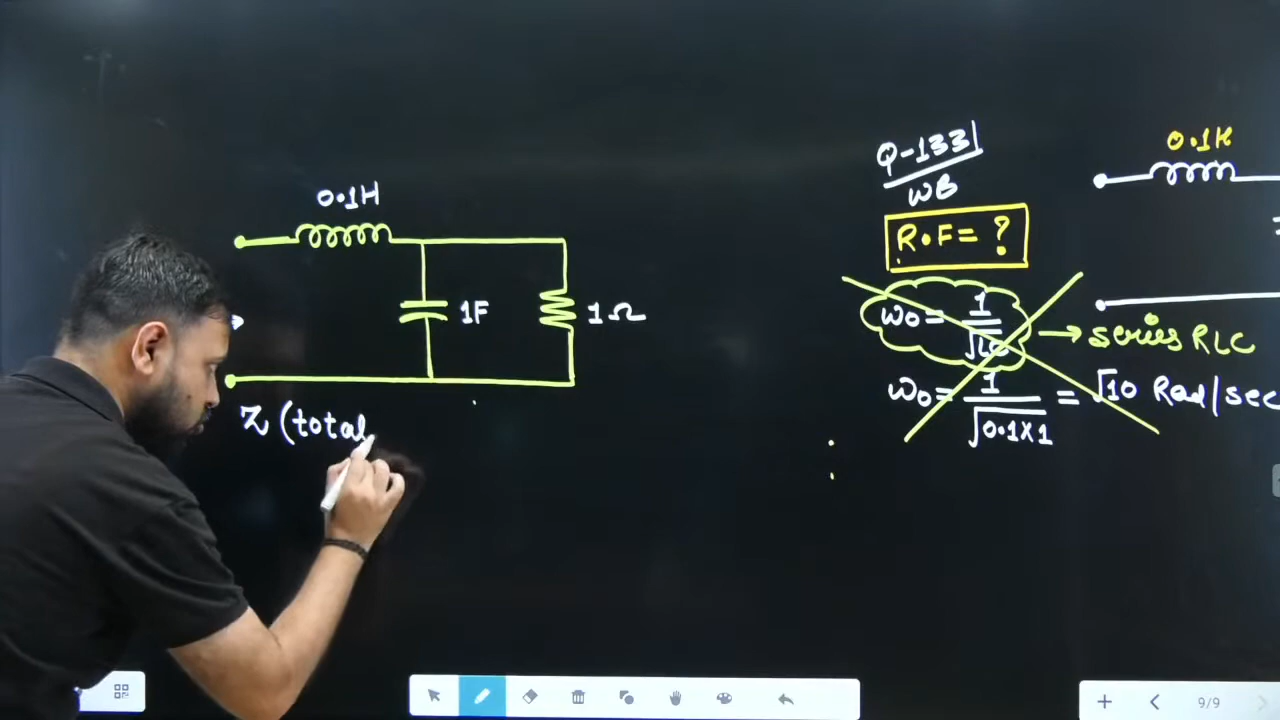 0.1H
1F
1Ω
Z (total
Q-133
WB
R.F = ?
ω₀ = 1/√LC → series RLC
ω₀ = 1/√0.1×1 = √10 Rad/sec
0.1H
9/9